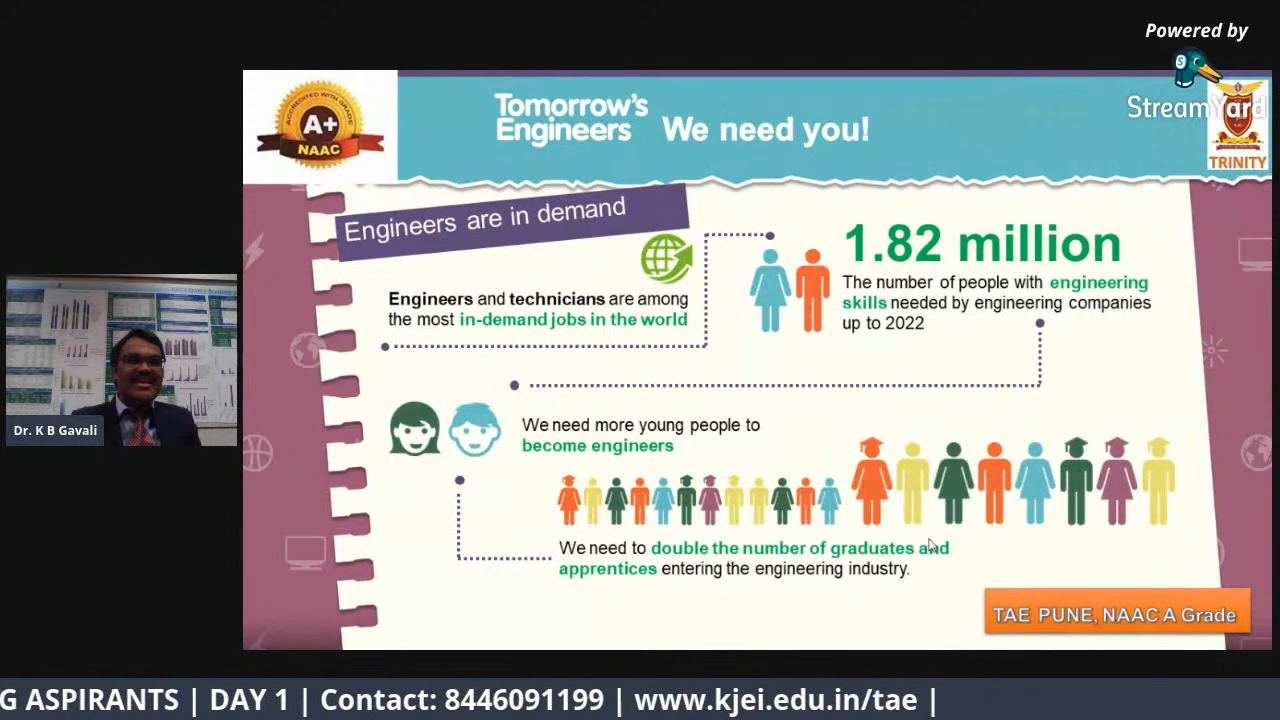 Powered by
StreamYard
ACCREDITED WITH GRADE
A+
NAAC
Tomorrow's
Engineers
We need you!
TRINITY
Engineers are in demand
1.82 million
The number of people with engineering
skills needed by engineering companies
up to 2022
Engineers and technicians are among
the most in-demand jobs in the world
We need more young people to
become engineers
Dr. K B Gavali
We need to double the number of graduates and
apprentices entering the engineering industry.
TAE PUNE, NAAC A Grade
G ASPIRANTS | DAY 1 | Contact: 8446091199 | www.kjei.edu.in/tae |